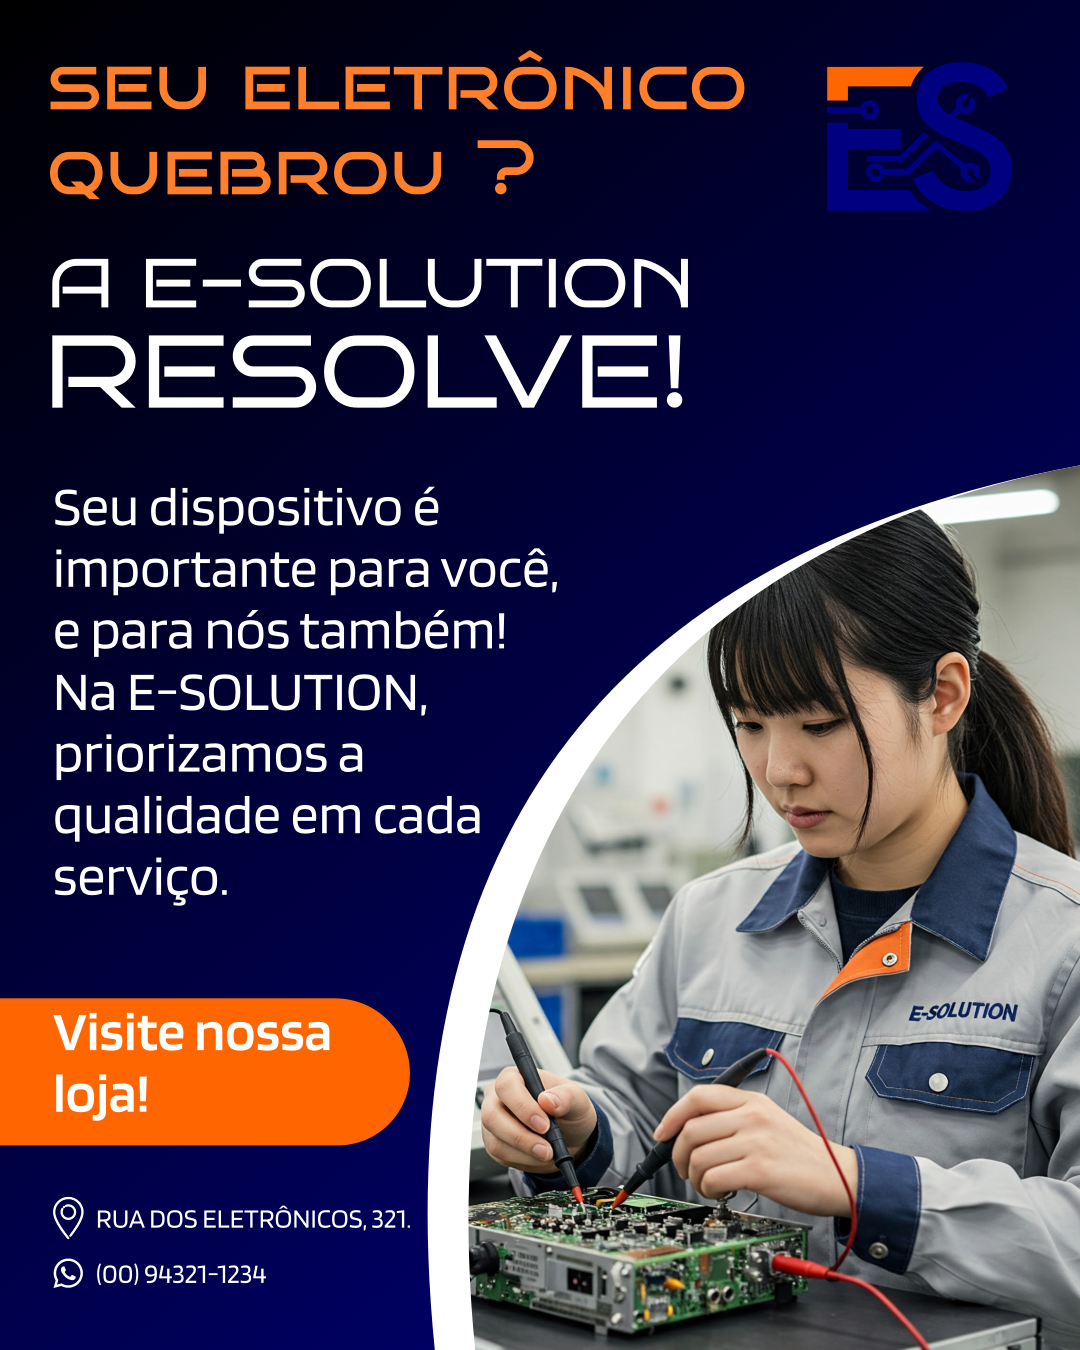 SEU ELETRÔNICO
QUEBROU ?
ES
A E-SOLUTION
RESOLVE!
Seu dispositivo é
importante para você,
e para nós também!
Na E-SOLUTION,
priorizamos a
qualidade em cada
serviço.
E-SOLUTION
Visite nossa
loja!
RUA DOS ELETRÔNICOS, 321.
(00) 94321-1234